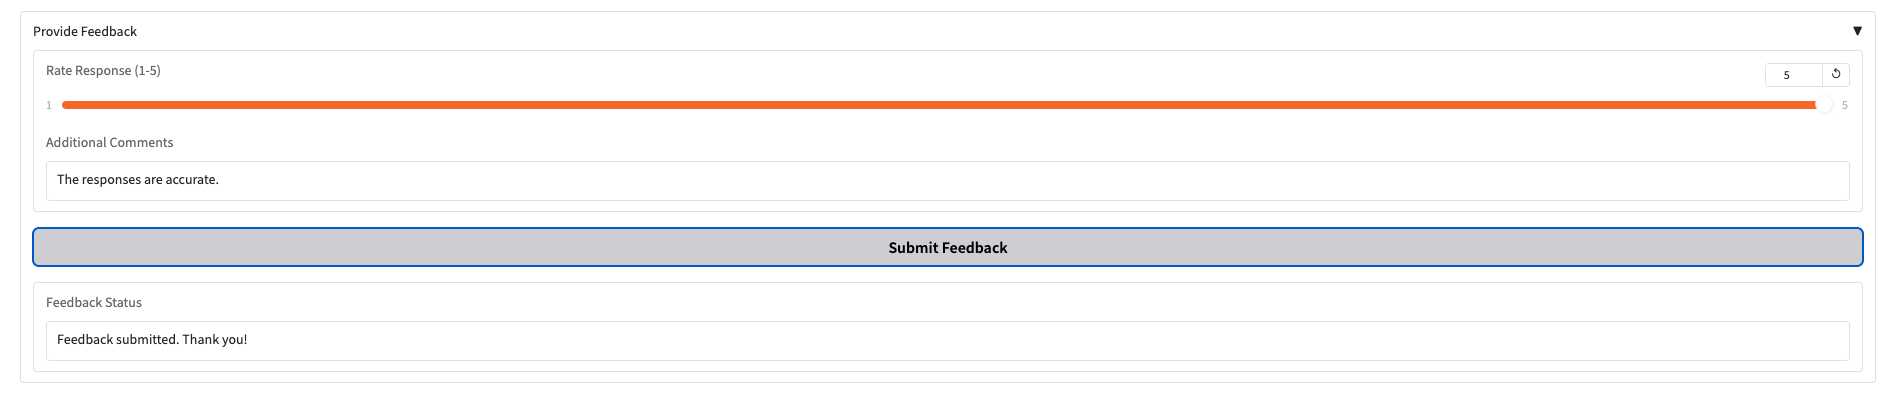 Provide Feedback
▼
Rate Response (1-5)
5
1
5
Additional Comments
The responses are accurate.
Submit Feedback
Feedback Status
Feedback submitted. Thank you!